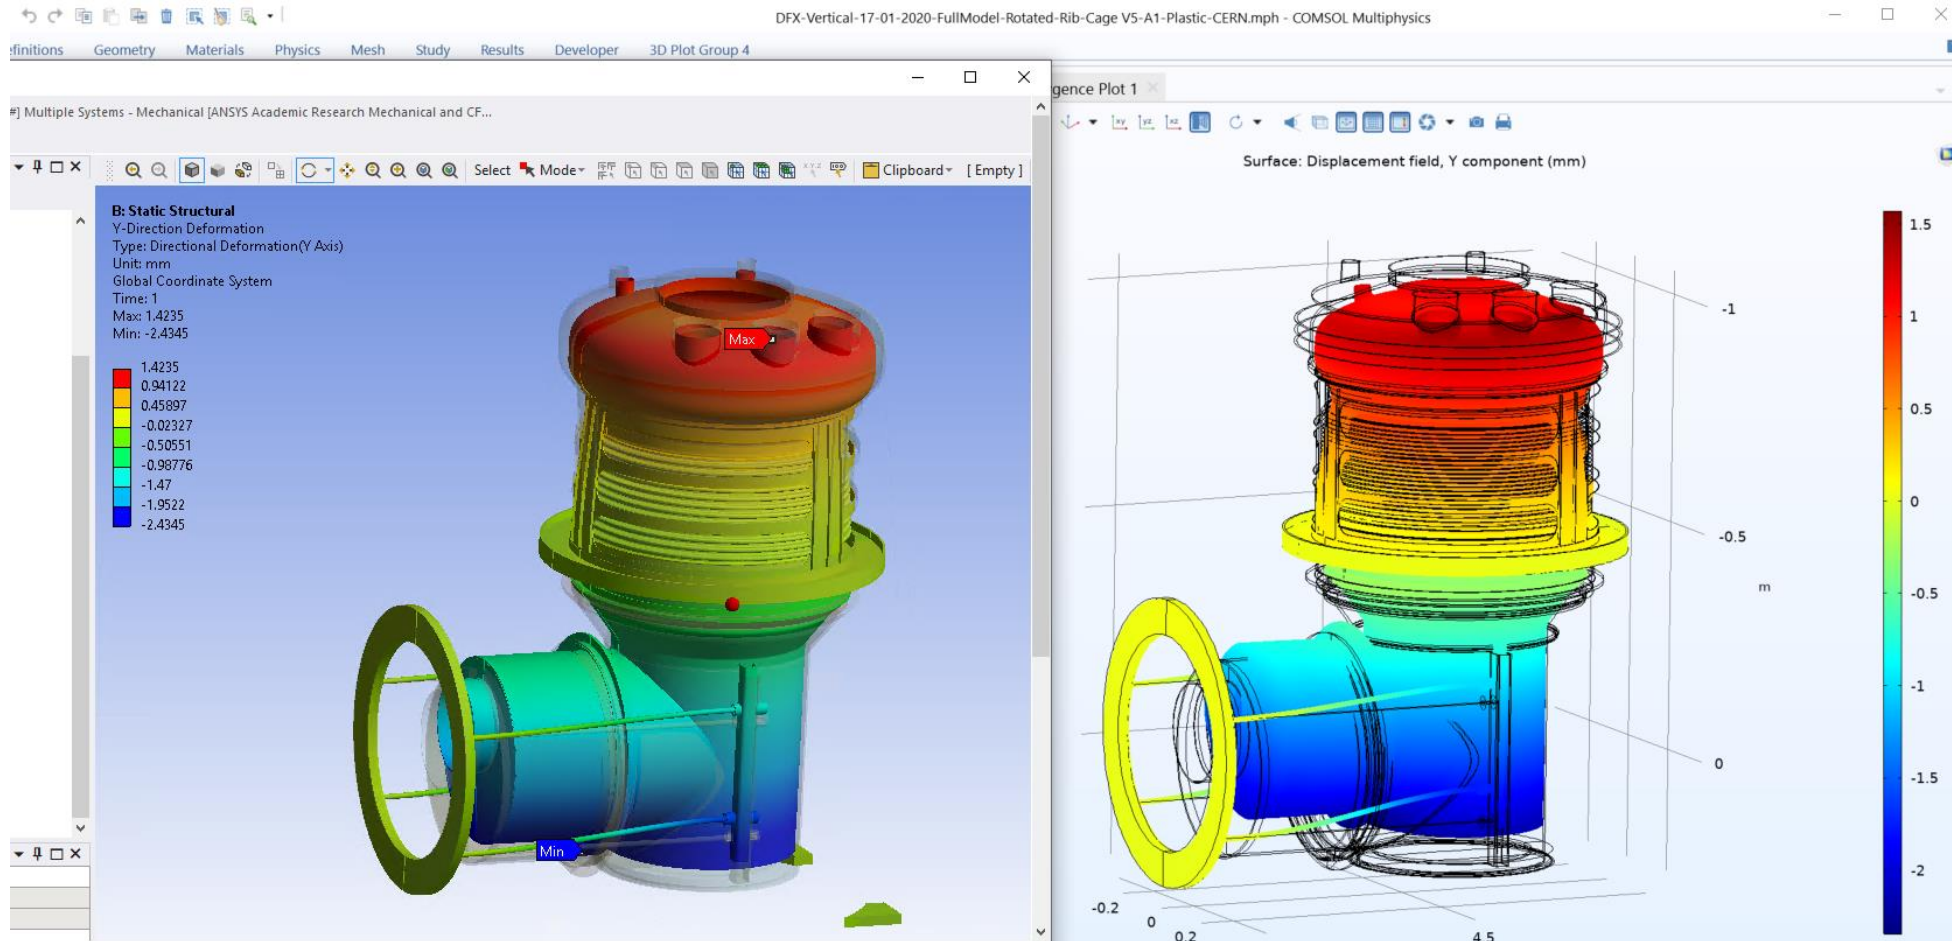 DFX-Vertical-17-01-2020-FullModel-Rotated-Rib-Cage V5-A1-Plastic-CERN.mph - COMSOL Multiphysics
efinitions Geometry Materials Physics Mesh Study Results Developer 3D Plot Group 4
gence Plot 1
#] Multiple Systems - Mechanical [ANSYS Academic Research Mechanical and CF...
Select Mode Clipboard [ Empty ]
B: Static Structural
Y-Direction Deformation
Type: Directional Deformation(Y Axis)
Unit: mm
Global Coordinate System
Time: 1
Max: 1.4235
Min: -2.4345
1.4235
0.94122
0.45897
-0.02327
-0.50551
-0.98776
-1.47
-1.9522
-2.4345
Max
Min
xy yz xz
Surface: Displacement field, Y component (mm)
-1
-0.5
m
0
-0.2
0
0.2
4.5
1.5
1
0.5
0
-0.5
-1
-1.5
-2